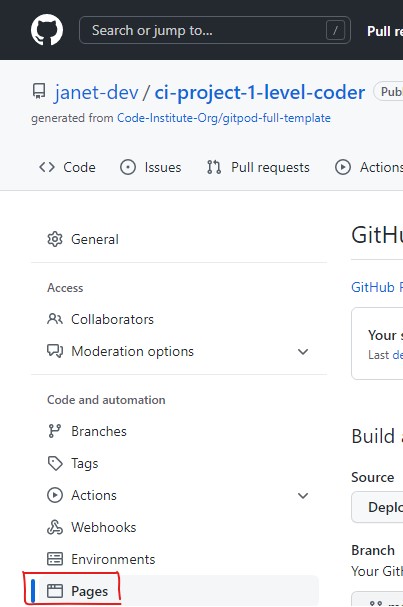 Search or jump to...
/
Pull re
janet-dev / ci-project-1-level-coder
Pub
generated from Code-Institute-Org/gitpod-full-template
Code
Issues
Pull requests
Actions
General
Access
Collaborators
Moderation options
Code and automation
Branches
Tags
Actions
Webhooks
Environments
Pages
GitHu
GitHub P
Your s
Last de
Build a
Source
Deplo
Branch
Your Gith